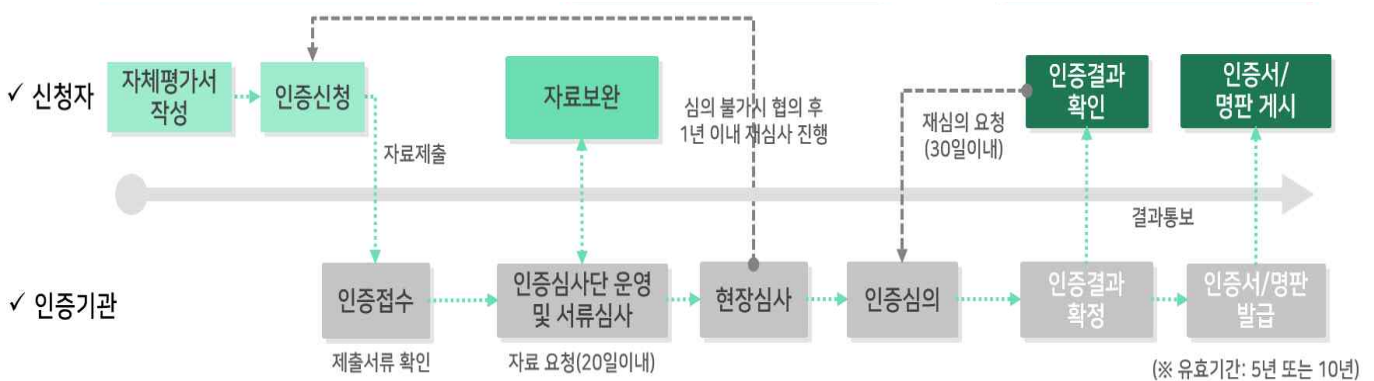 ✓ 신청자
자체평가서
작성
인증신청
자료보완
심의 불가시 협의 후
1년 이내 재심사 진행
재심의 요청
(30일이내)
인증결과
확인
인증서/
명판 게시
자료제출
결과통보
✓ 인증기관
인증접수
제출서류 확인
인증심사단 운영
및 서류심사
자료 요청(20일이내)
현장심사
인증심의
인증결과
확정
인증서/명판
발급
(※ 유효기간: 5년 또는 10년)